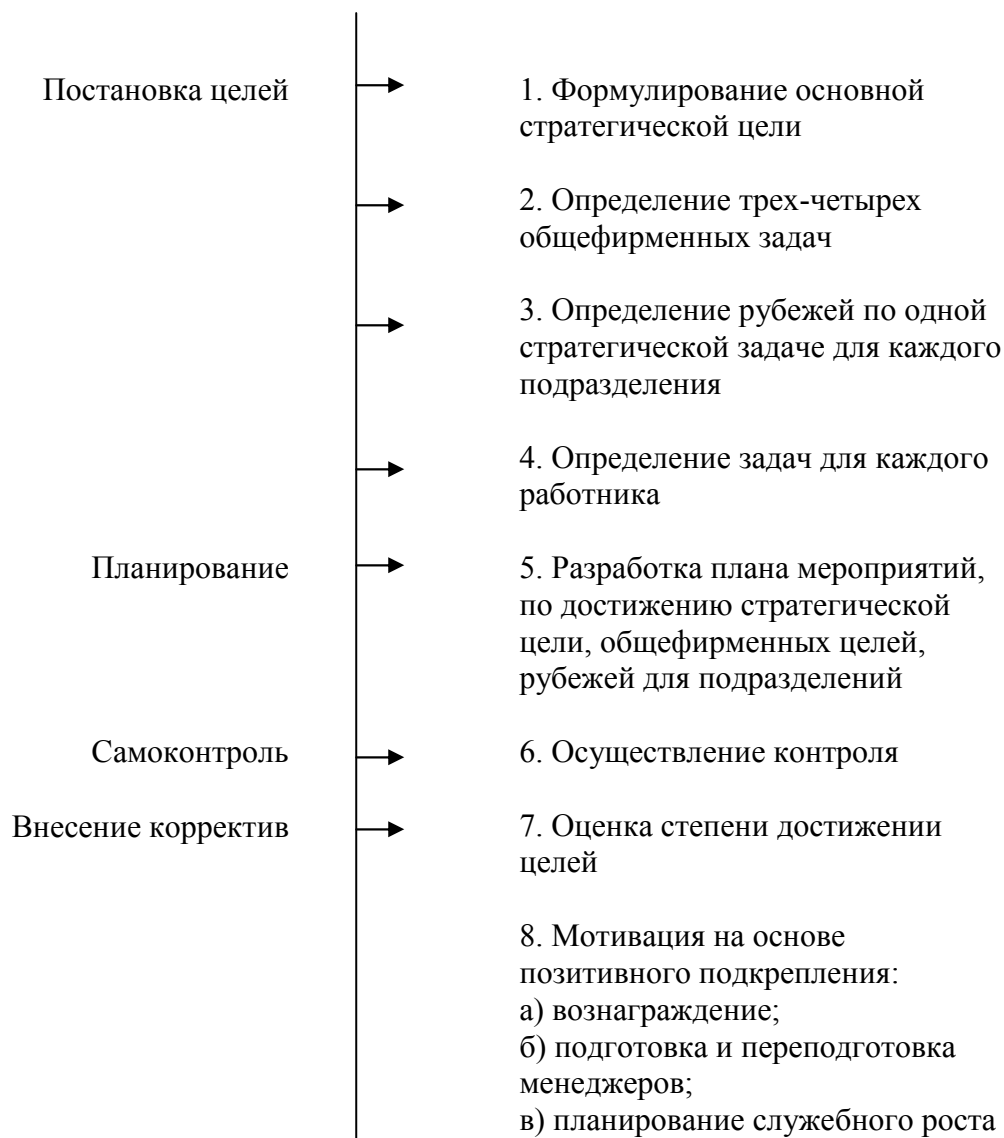 Постановка целей
1. Формулирование основной
стратегической цели
2. Определение трех-четырех
общефирменных задач
3. Определение рубежей по одной
стратегической задаче для каждого
подразделения
4. Определение задач для каждого
работника
Планирование
5. Разработка плана мероприятий,
по достижению стратегической
цели, общефирменных целей,
рубежей для подразделений
Самоконтроль
6. Осуществление контроля
Внесение корректив
7. Оценка степени достижении
целей
8. Мотивация на основе
позитивного подкрепления:
а) вознаграждение;
б) подготовка и переподготовка
менеджеров;
в) планирование служебного роста